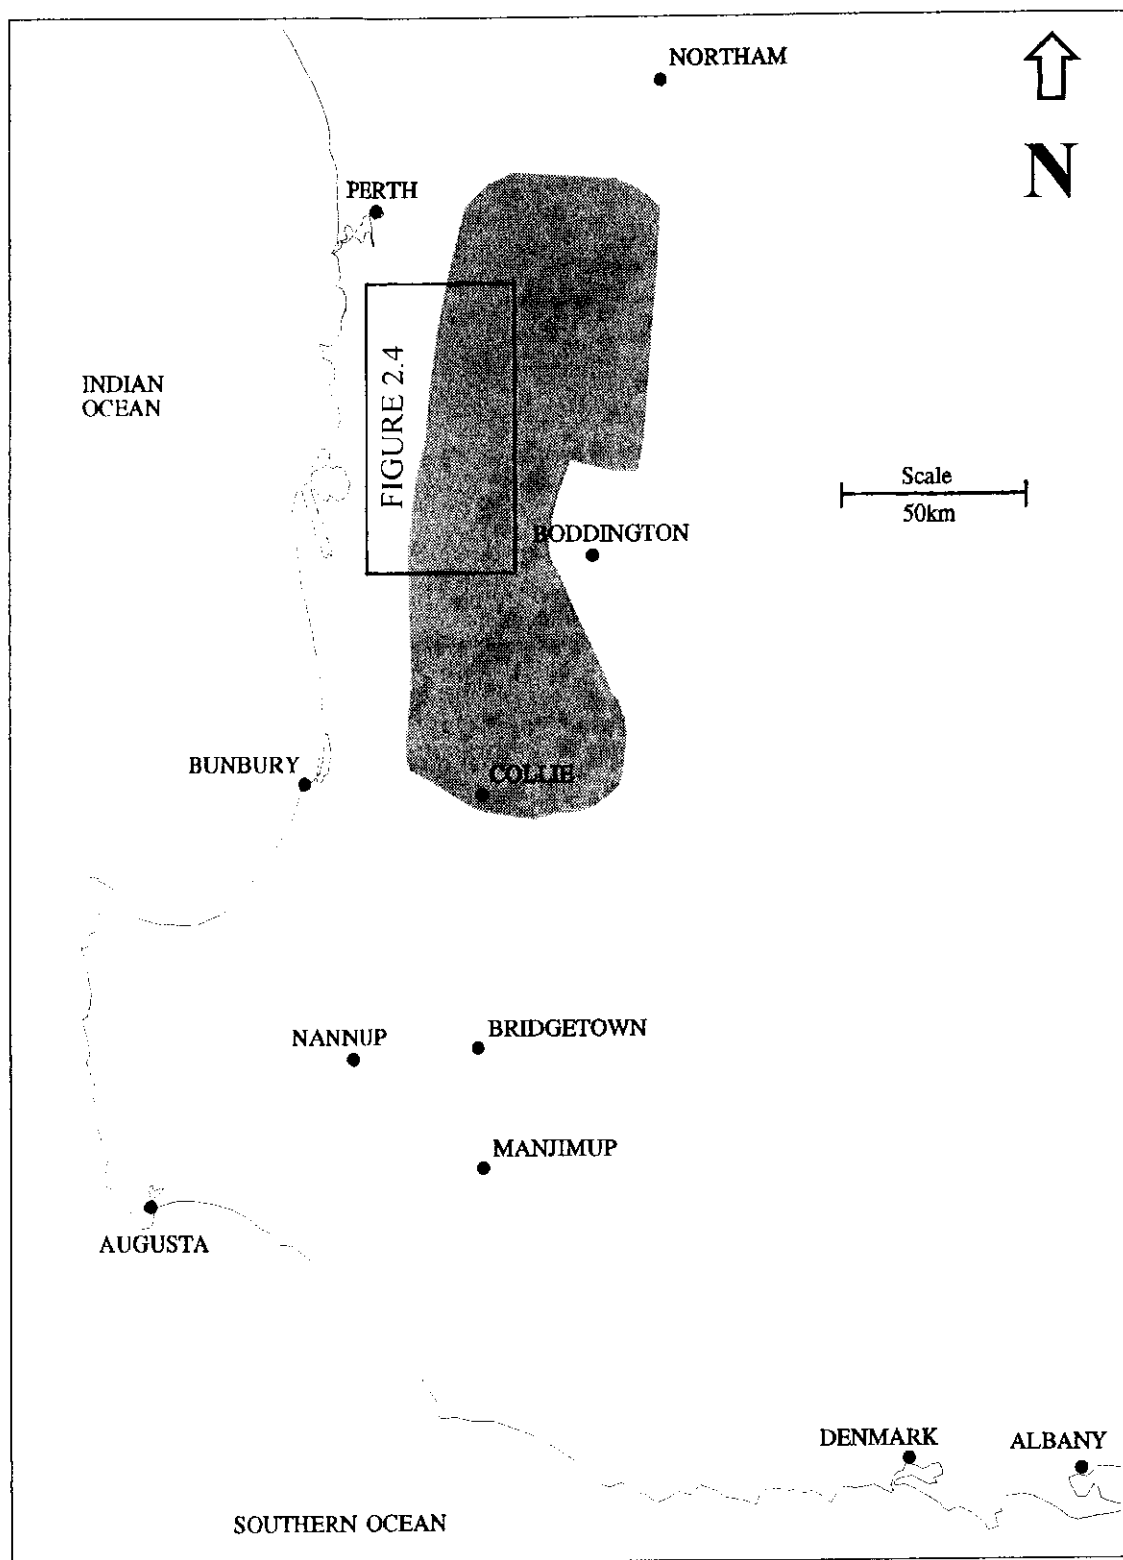 NORTHAM
N
PERTH
INDIAN
OCEAN
FIGURE 2.4
Scale
50km
BODDINGTON
BUNBURY
COLLIE
NANNUP
BRIDGETOWN
MANJIMUP
AUGUSTA
DENMARK
ALBANY
SOUTHERN OCEAN